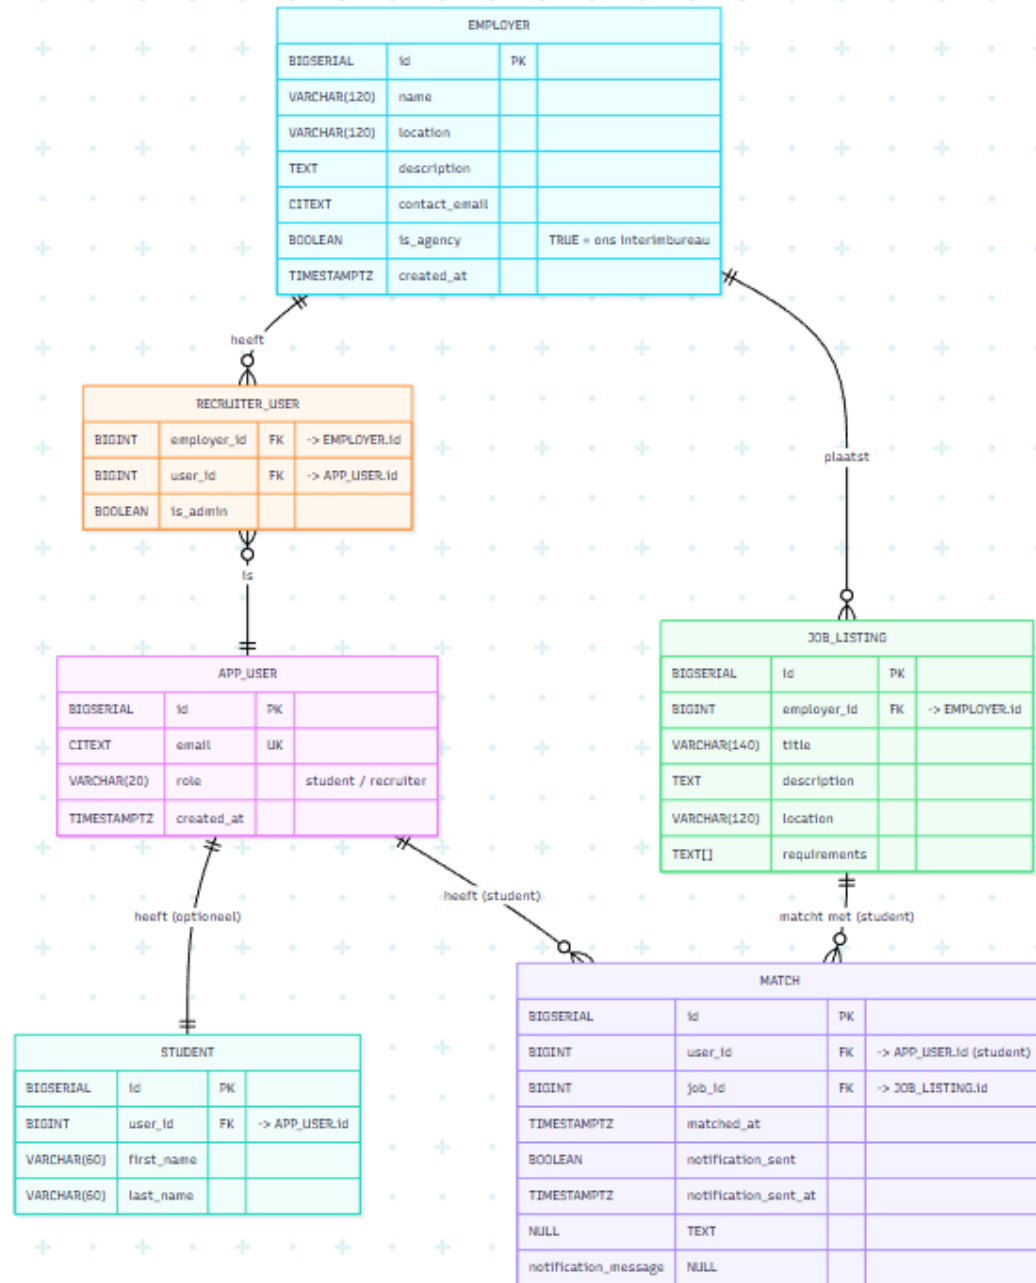 EMPLOYER
BIGSERIAL id PK
VARCHAR(120) name
VARCHAR(120) location
TEXT description
CITEXT contact_email
BOOLEAN is_agency TRUE = ons interimbureau
TIMESTAMPTZ created_at
heeft
plaatst
RECRUITER_USER
BIGINT employer_id FK -> EMPLOYER.id
BIGINT user_id FK -> APP_USER.id
BOOLEAN is_admin
is
APP_USER
BIGSERIAL id PK
CITEXT email UK
VARCHAR(20) role student / recruiter
TIMESTAMPTZ created_at
JOB_LISTING
BIGSERIAL id PK
BIGINT employer_id FK -> EMPLOYER.id
VARCHAR(140) title
TEXT description
VARCHAR(120) location
TEXT[] requirements
heeft (optioneel)
heeft (student)
matcht met (student)
STUDENT
BIGSERIAL id PK
BIGINT user_id FK -> APP_USER.id
VARCHAR(60) first_name
VARCHAR(60) last_name
MATCH
BIGSERIAL id PK
BIGINT user_id FK -> APP_USER.id (student)
BIGINT job_id FK -> JOB_LISTING.id
TIMESTAMPTZ matched_at
BOOLEAN notification_sent
TIMESTAMPTZ notification_sent_at
NULL TEXT
notification_message NULL